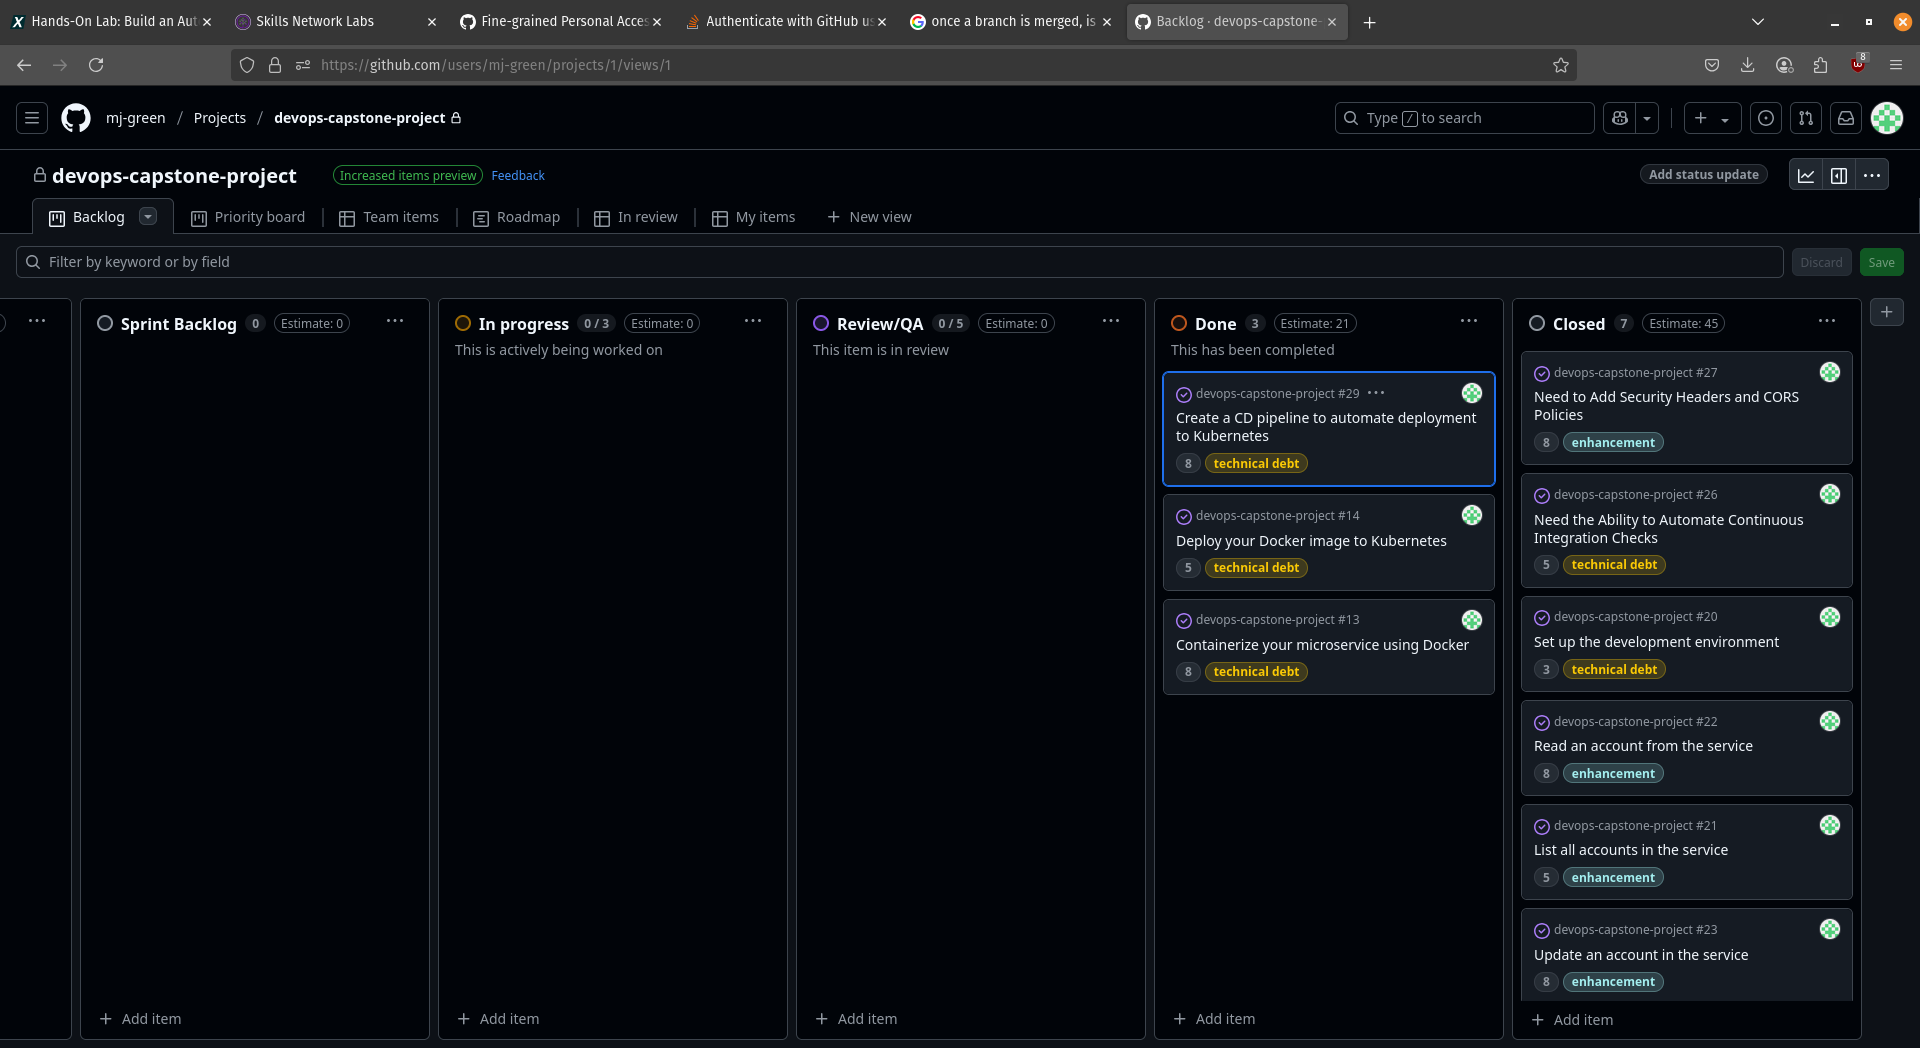 Hands-On Lab: Build an Aut
Skills Network Labs
Fine-grained Personal Acces
Authenticate with GitHub us
once a branch is merged, is
Backlog · devops-capstone-
https://github.com/users/mj-green/projects/1/views/1
8
mj-green / Projects / devops-capstone-project
Type / to search
devops-capstone-project
Increased items preview
Feedback
Add status update
Backlog
Priority board
Team items
Roadmap
In review
My items
New view
Filter by keyword or by field
Discard
Save
Sprint Backlog 0 Estimate: 0
Add item
In progress 0 / 3 Estimate: 0
This is actively being worked on
Add item
Review/QA 0 / 5 Estimate: 0
This item is in review
Add item
Done 3 Estimate: 21
This has been completed
devops-capstone-project #29
Create a CD pipeline to automate deployment
to Kubernetes
8 technical debt
devops-capstone-project #14
Deploy your Docker image to Kubernetes
5 technical debt
devops-capstone-project #13
Containerize your microservice using Docker
8 technical debt
Add item
Closed 7 Estimate: 45
devops-capstone-project #27
Need to Add Security Headers and CORS
Policies
8 enhancement
devops-capstone-project #26
Need the Ability to Automate Continuous
Integration Checks
5 technical debt
devops-capstone-project #20
Set up the development environment
3 technical debt
devops-capstone-project #22
Read an account from the service
8 enhancement
devops-capstone-project #21
List all accounts in the service
5 enhancement
devops-capstone-project #23
Update an account in the service
8 enhancement
Add item